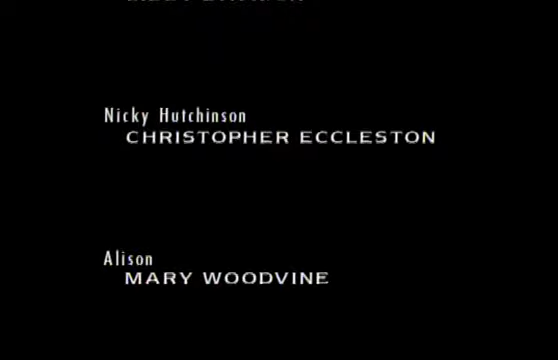 Nicky Hutchinson
CHRISTOPHER ECCLESTON
Alison
MARY WOODVINE